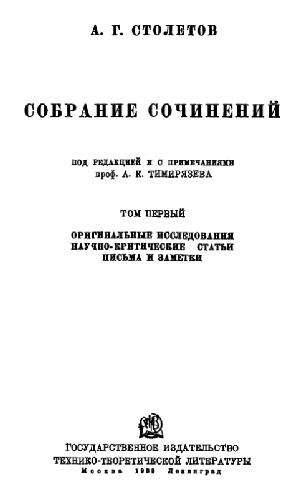 А. Г. СТОЛЕТОВ
СОБРАНИЕ СОЧИНЕНИЙ
ПОД РЕДАКЦИЕЙ И С ПРИМЕЧАНИЯМИ
проф. А. К. ТИМИРЯЗЕВА
ТОМ ПЕРВЫЙ
ОРИГИНАЛЬНЫЕ ИССЛЕДОВАНИЯ
НАУЧНО-КРИТИЧЕСКИЕ СТАТЬИ
ПИСЬМА И ЗАМЕТКИ
ГОСУДАРСТВЕННОЕ ИЗДАТЕЛЬСТВО
ТЕХНИКО-ТЕОРЕТИЧЕСКОЙ ЛИТЕРАТУРЫ
Москва Ленинград